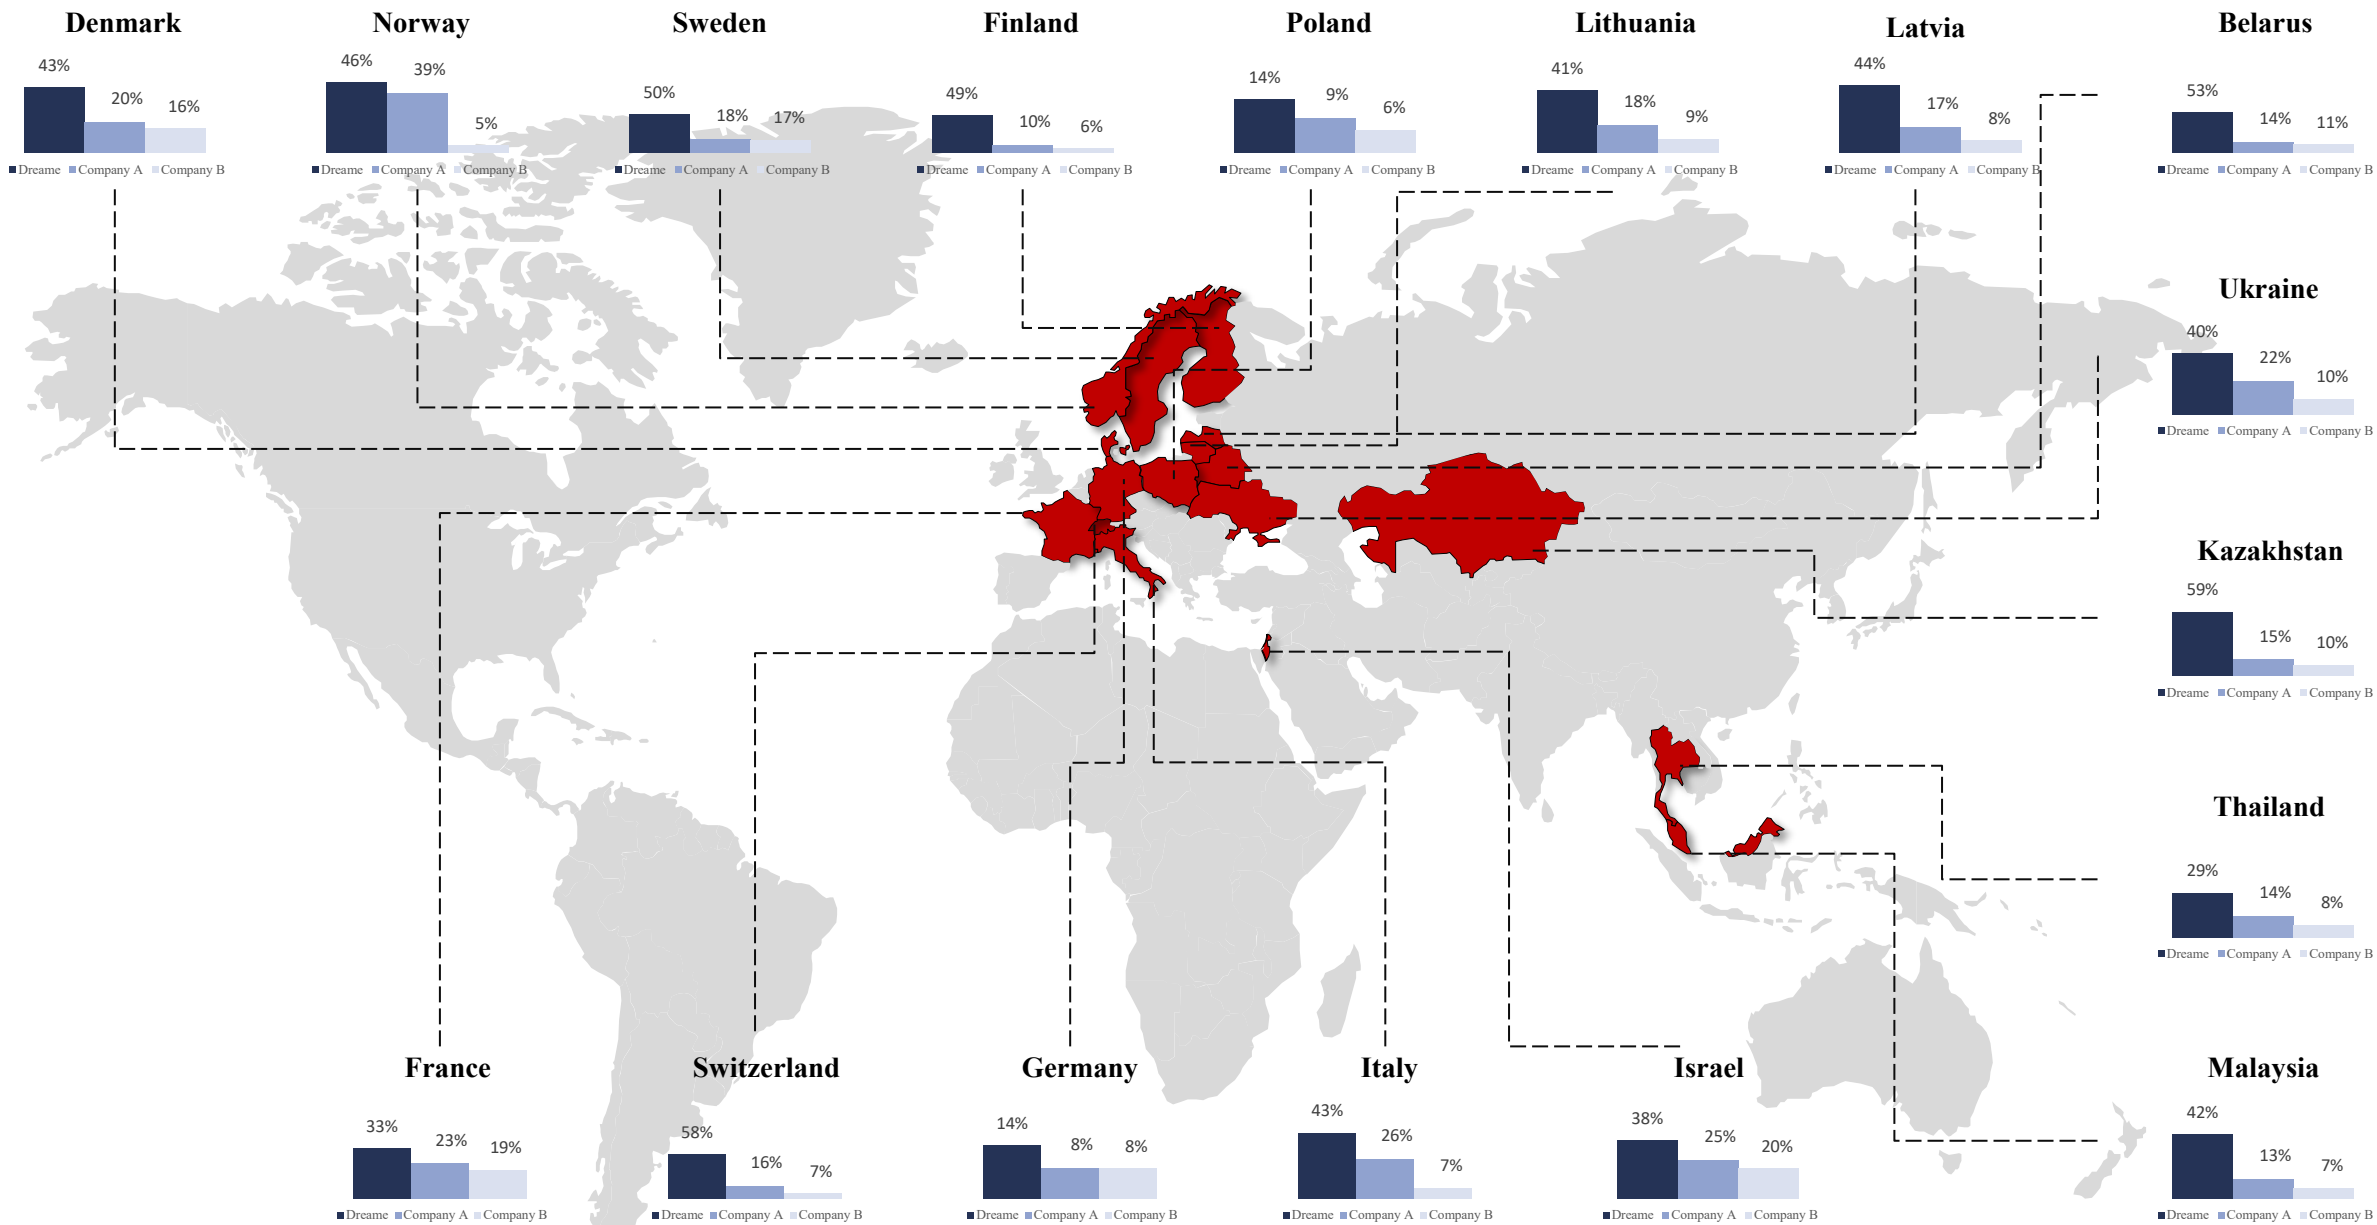 Denmark
43%
20%
16%
Dreame Company A Company B
Norway
46%
39%
5%
Dreame Company A Company B
Sweden
50%
18%
17%
Dreame Company A Company B
Finland
49%
10%
6%
Dreame Company A Company B
Poland
14%
9%
6%
Dreame Company A Company B
Lithuania
41%
18%
9%
Dreame Company A Company B
Latvia
44%
17%
8%
Dreame Company A Company B
Belarus
53%
14%
11%
Dreame Company A Company B
Ukraine
40%
22%
10%
Kazakhstan
59%
15%
10%
Dreame Company A Company B
Thailand
29%
14%
8%
Dreame Company A Company B
France
33%
23%
19%
Dreame Company A Company B
Switzerland
58%
16%
7%
Dreame Company A Company B
Germany
14%
8%
8%
Dreame Company A Company B
Italy
43%
26%
7%
Dreame Company A Company B
Israel
38%
25%
20%
Dreame Company A Company B
Malaysia
42%
13%
7%
Dreame Company A Company B